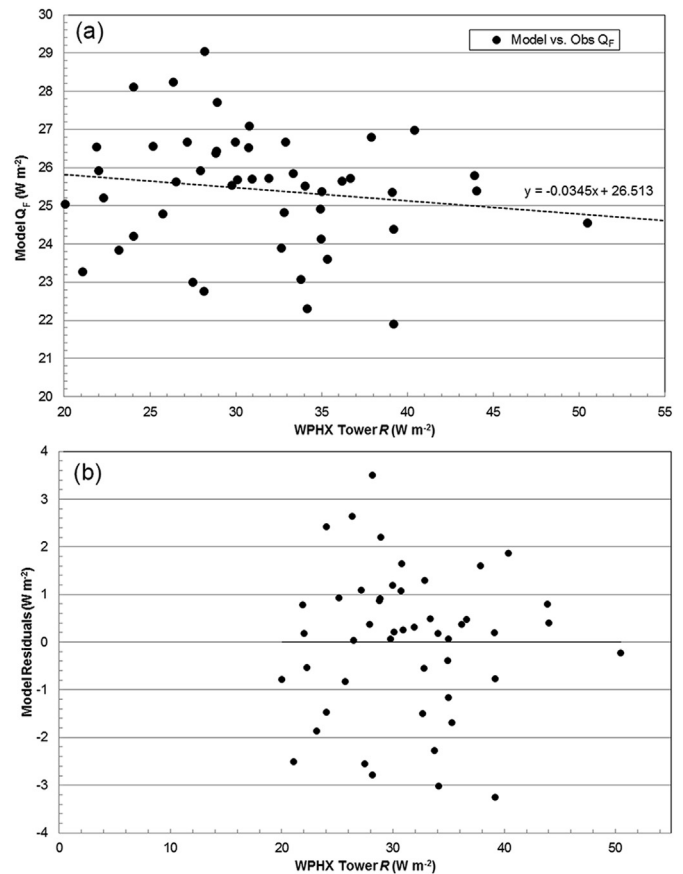 (a)
Model vs. Obs Q_F
30
29
28
27
26
25
24
23
22
21
20
Model Q_F (W m⁻²)
y = -0.0345x + 26.513
20 25 30 35 40 45 50 55
WPHX Tower R (W m⁻²)
(b)
4
3
2
1
0
-1
-2
-3
-4
Model Residuals (W m⁻²)
0 10 20 30 40 50
WPHX Tower R (W m⁻²)